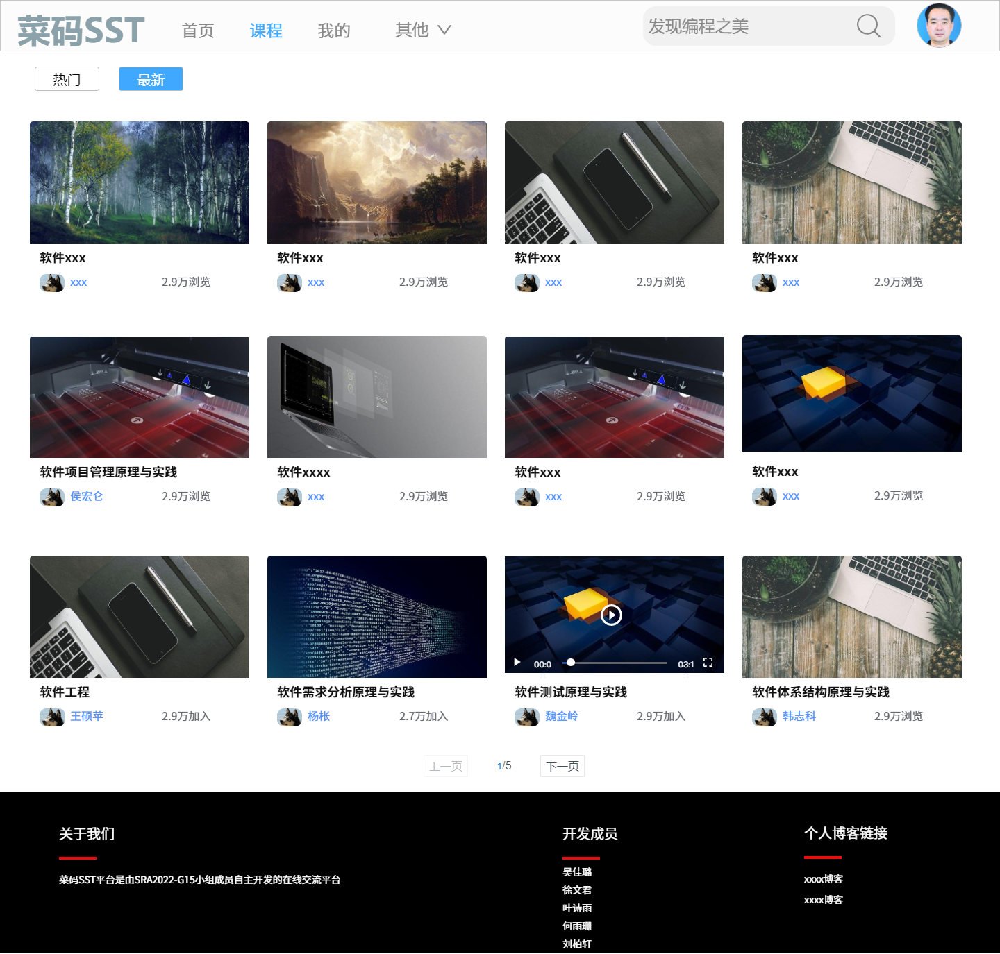 菜码SST 首页 课程 我的 其他 发现编程之美
热门 最新
软件xxx 软件xxx 软件xxx 软件xxx
xxx 2.9万浏览 xxx 2.9万浏览 xxx 2.9万浏览 xxx 2.9万浏览
软件项目管理原理与实践 软件xxxx 软件xxx 软件xxx
侯宏仑 2.9万浏览 xxx 2.9万浏览 xxx 2.9万浏览 xxx 2.9万浏览
00:0 03:1
软件工程 软件需求分析原理与实践 软件测试原理与实践 软件体系结构原理与实践
王硕苹 2.9万加入 杨枨 2.7万加入 魏金岭 2.9万加入 韩志科 2.9万浏览
上一页 1/5 下一页
关于我们 开发成员 个人博客链接
菜码SST平台是由SRA2022-G15小组成员自主开发的在线交流平台
吴佳璐
徐文君
叶诗雨
何雨珊
刘柏轩
xxxx博客
xxxx博客